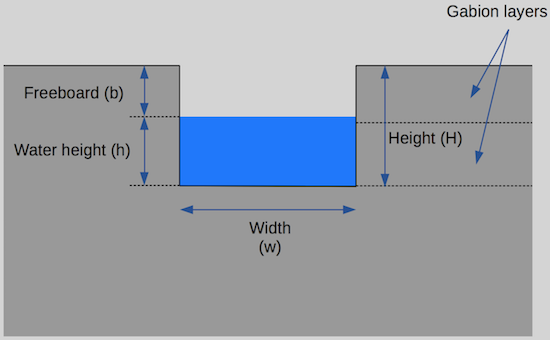 Gabion layers
Freeboard (b)
Water height (h)
Height (H)
Width
(w)